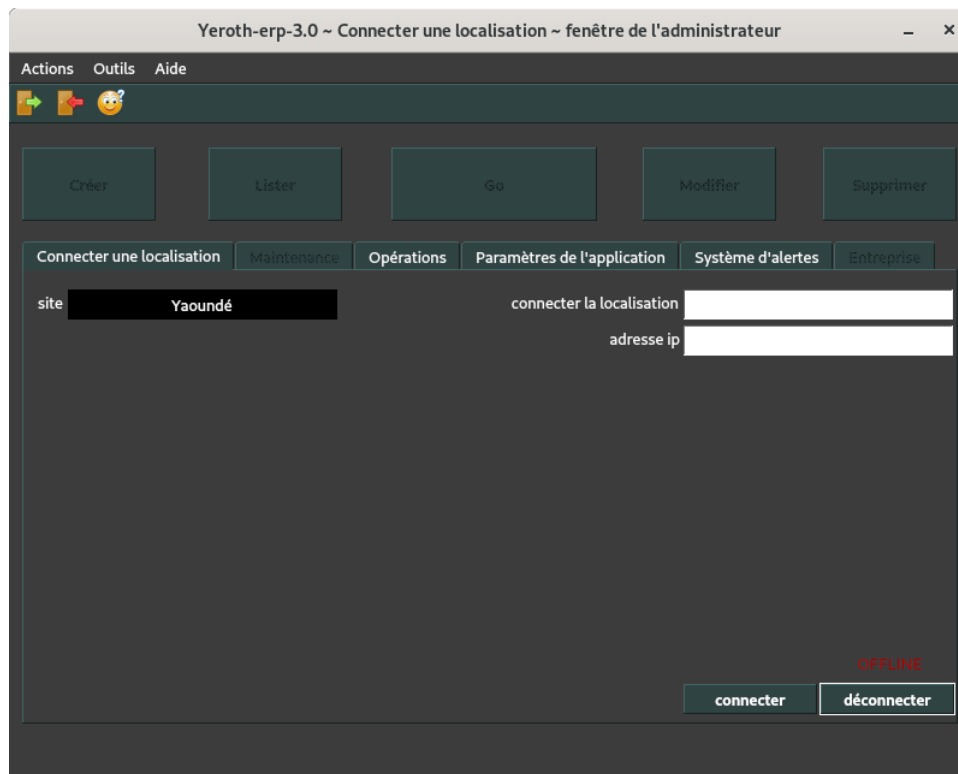 Yeroth-erp-3.0 ~ Connecter une localisation ~ fenêtre de l'administrateur
Actions Outils Aide
Créer Lister Go Modifier Supprimer
Connecter une localisation Maintenance Opérations Paramètres de l'application Système d'alertes Entreprise
site Yaoundé connecter la localisation
adresse ip
OFFLINE
connecter déconnecter